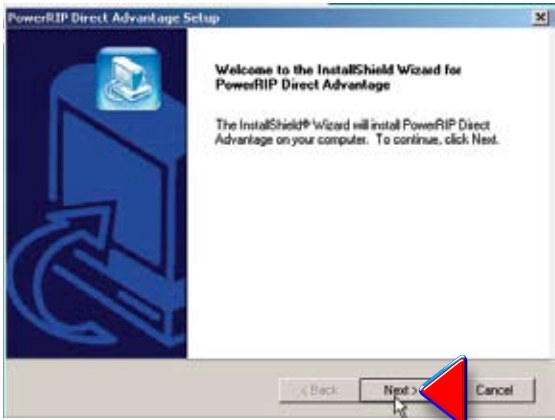 PowerRIP Direct Advantage Setup
Welcome to the InstallShield Wizard for
PowerRIP Direct Advantage
The InstallShield® Wizard will install PowerRIP Direct
Advantage on your computer. To continue, click Next.
< Back
Next >
Cancel